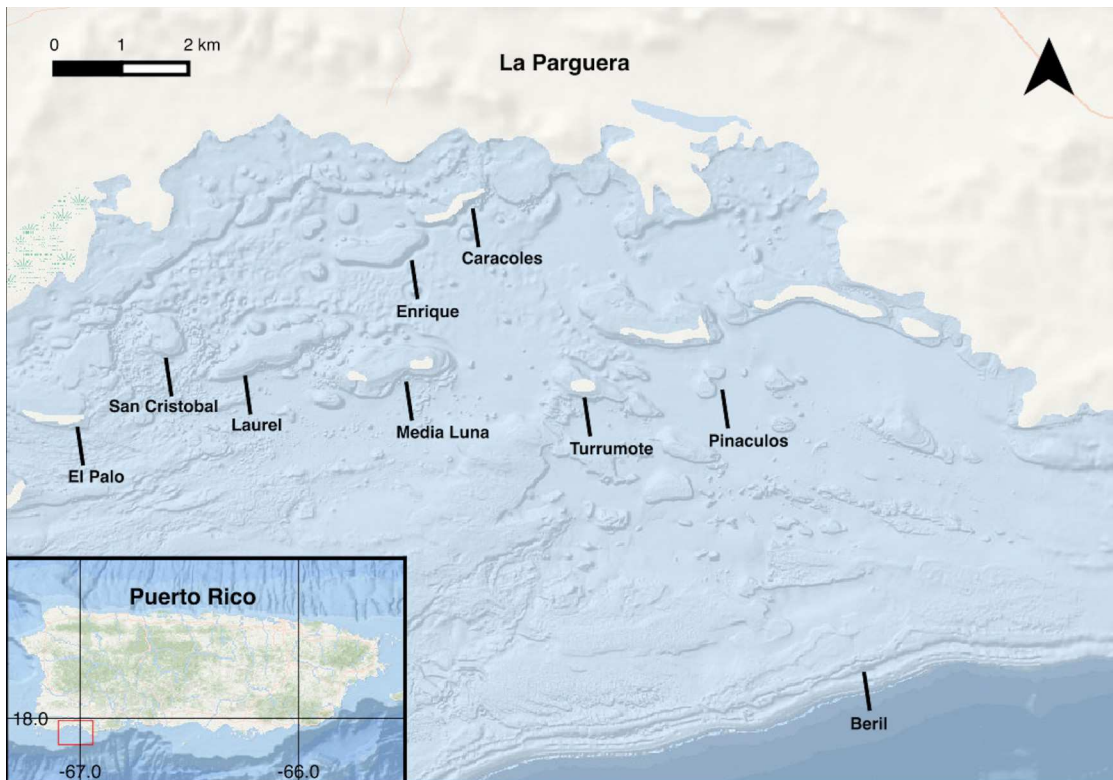 0 1 2 km
La Parguera
Caracoles
Enrique
San Cristobal
Laurel
Media Luna
Turrumote
Pinaculos
El Palo
Puerto Rico
18.0
-67.0
-66.0
Beril